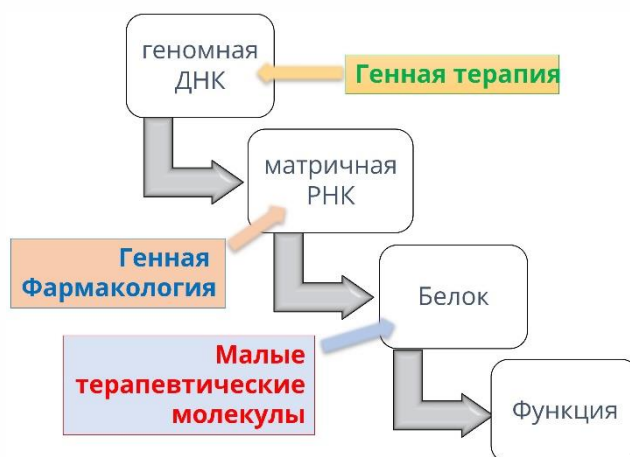 геномная
ДНК
Генная терапия
матричная
РНК
Генная
Фармакология
Белок
Малые
терапевтические
молекулы
Функция